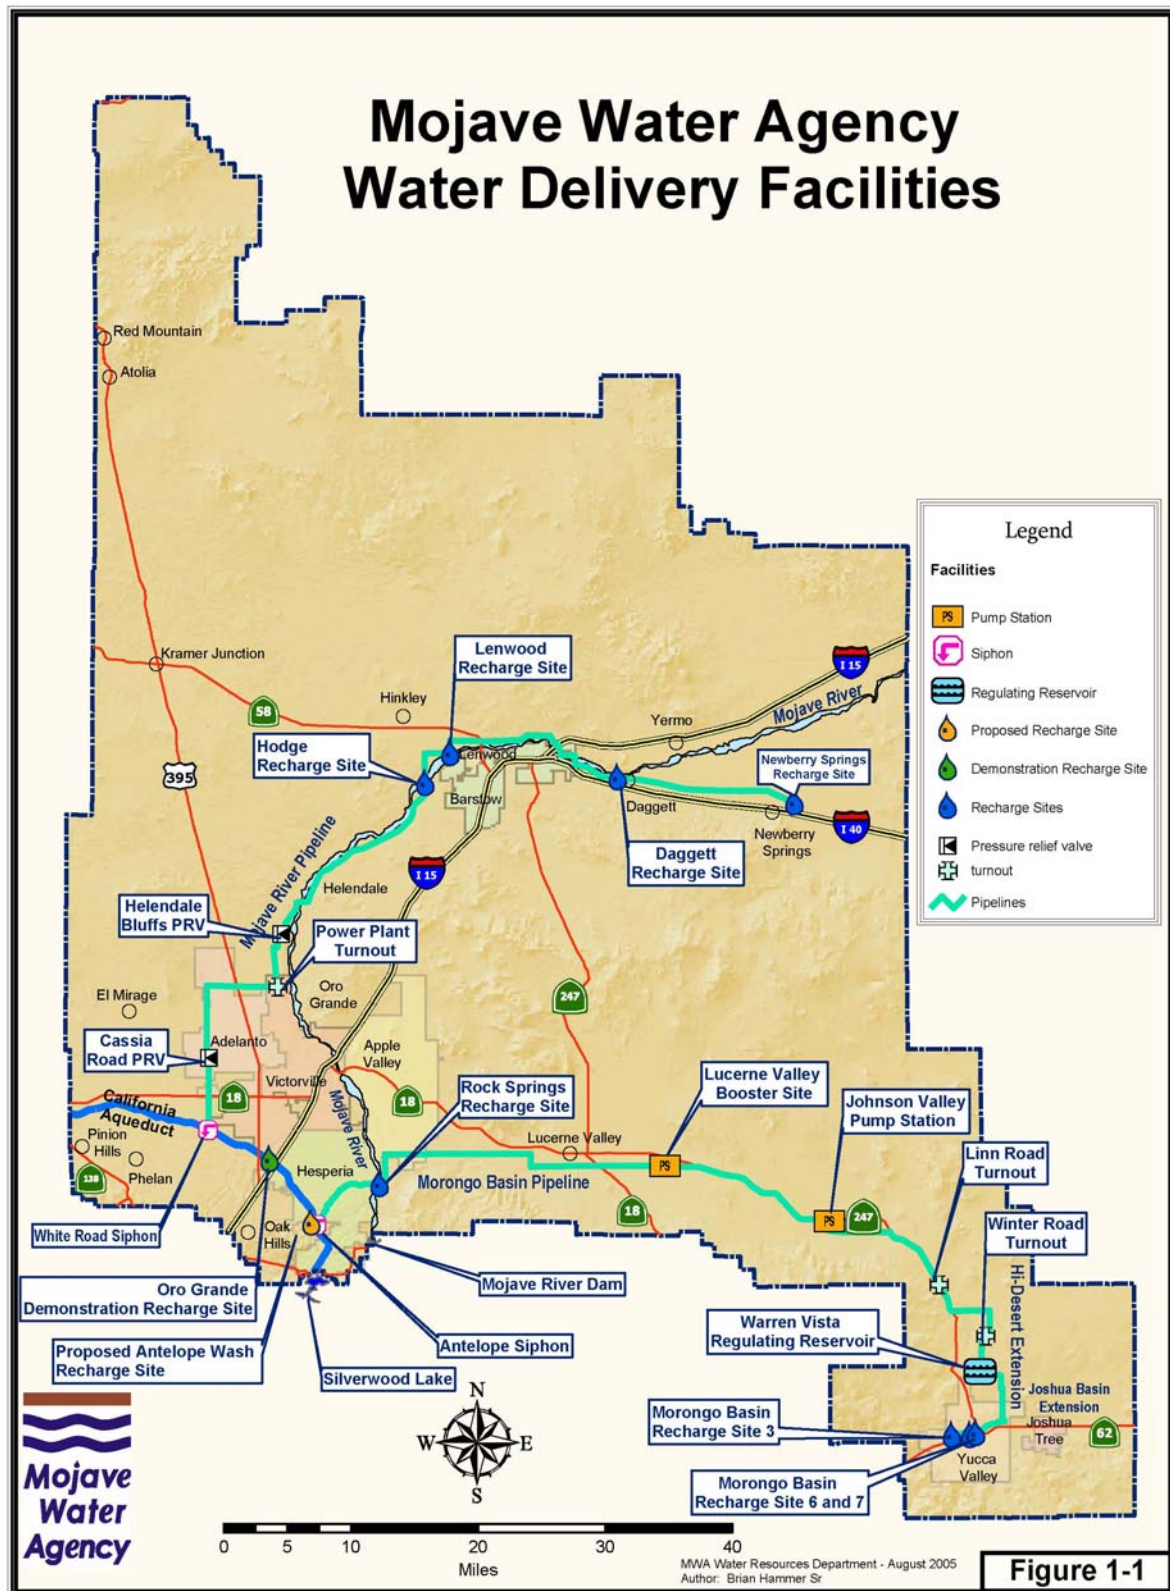 Mojave Water Agency
Water Delivery Facilities
Red Mountain
Atolia
Legend
Facilities
PS
Pump Station
Siphon
Regulating Reservoir
Proposed Recharge Site
Demonstration Recharge Site
Recharge Sites
Pressure relief valve
turnout
Pipelines
Kramer Junction
Lenwood
Recharge Site
I 15
Hinkley
58
Mojave River
Yermo
Hodge
Recharge Site
395
Lenwood
Newberry Springs
Recharge Site
Barstow
Daggett
Newberry
Springs
I 40
Daggett
Recharge Site
I 15
Helendale
Mojave River Pipeline
Helendale
Bluffs PRV
Power Plant
Turnout
El Mirage
Oro
Grande
247
Cassia
Road PRV
Adelanto
Apple
Valley
Victorville
18
18
Rock Springs
Recharge Site
Lucerne Valley
Booster Site
Johnson Valley
Pump Station
California
Aqueduct
Mojave River
Pinion
Hills
Phelan
138
Lucerne Valley
PS
Linn Road
Turnout
Hesperia
Morongo Basin Pipeline
18
PS
247
White Road Siphon
Oak
Hills
Winter Road
Turnout
Oro Grande
Demonstration Recharge Site
Mojave River Dam
Hi-Desert Extension
Warren Vista
Regulating Reservoir
Antelope Siphon
Proposed Antelope Wash
Recharge Site
Silverwood Lake
Joshua Basin
Extension
Morongo Basin
Recharge Site 3
Joshua
Tree
62
Yucca
Valley
Morongo Basin
Recharge Site 6 and 7
N
W
E
S
Mojave
Water
Agency
0 5 10 20 30 40
Miles
MWA Water Resources Department - August 2005
Author: Brian Hammer Sr
Figure 1-1